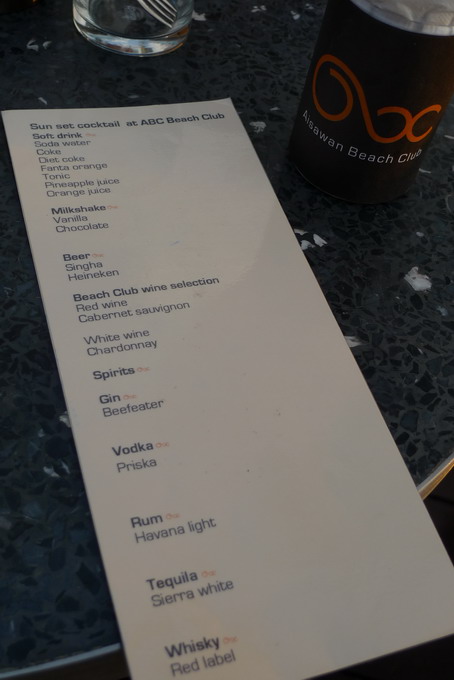 Sun set cocktail at ABC Beach Club
Soft drink
Soda water
Coke
Diet coke
Fanta orange
Tonic
Pineapple juice
Orange juice
Milkshake
Vanilla
Chocolate
Beer
Singha
Heineken
Beach Club wine selection
Red wine
Cabernet sauvignon
White wine
Chardonnay
Spirits
Gin
Beefeater
Vodka
Priska
Rum
Havana light
Tequila
Sierra white
Whisky
Red label
abc
Alsawan Beach Club